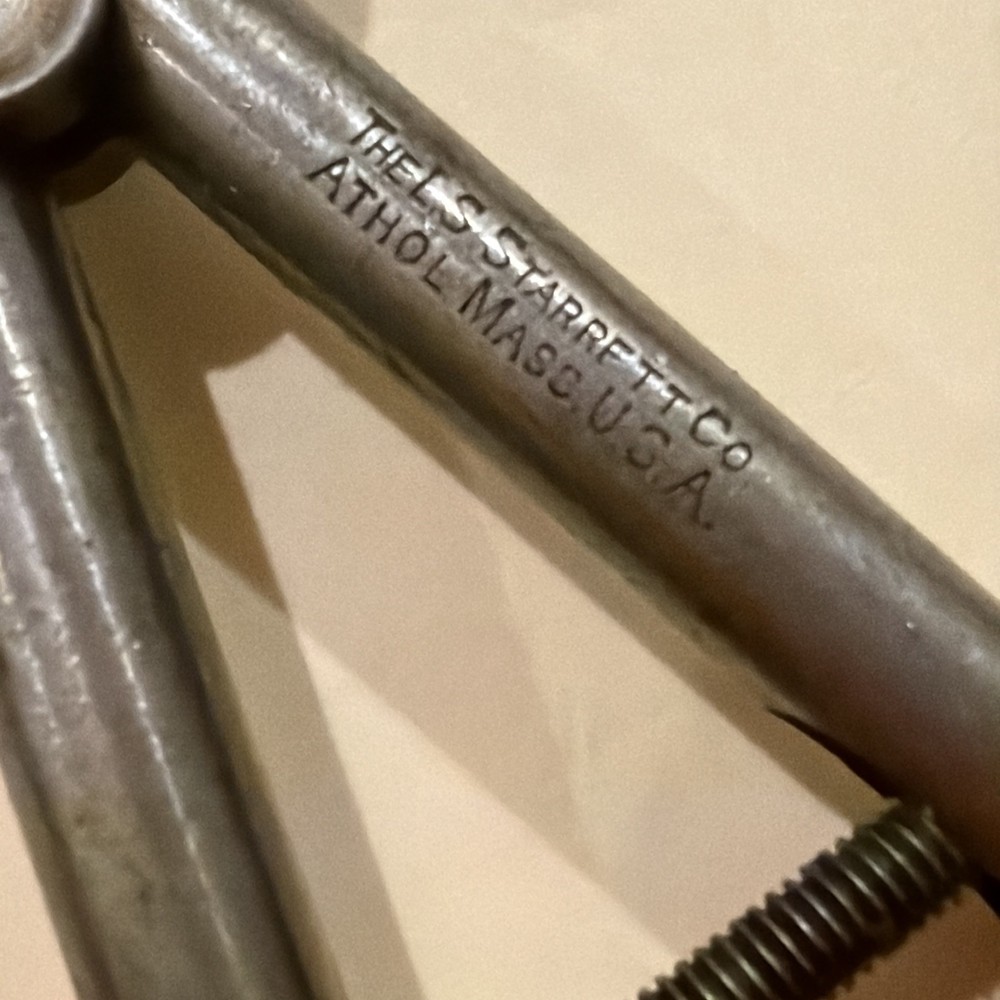 THE L.S. STARRETT CO
ATHOL MASS. U.S.A.